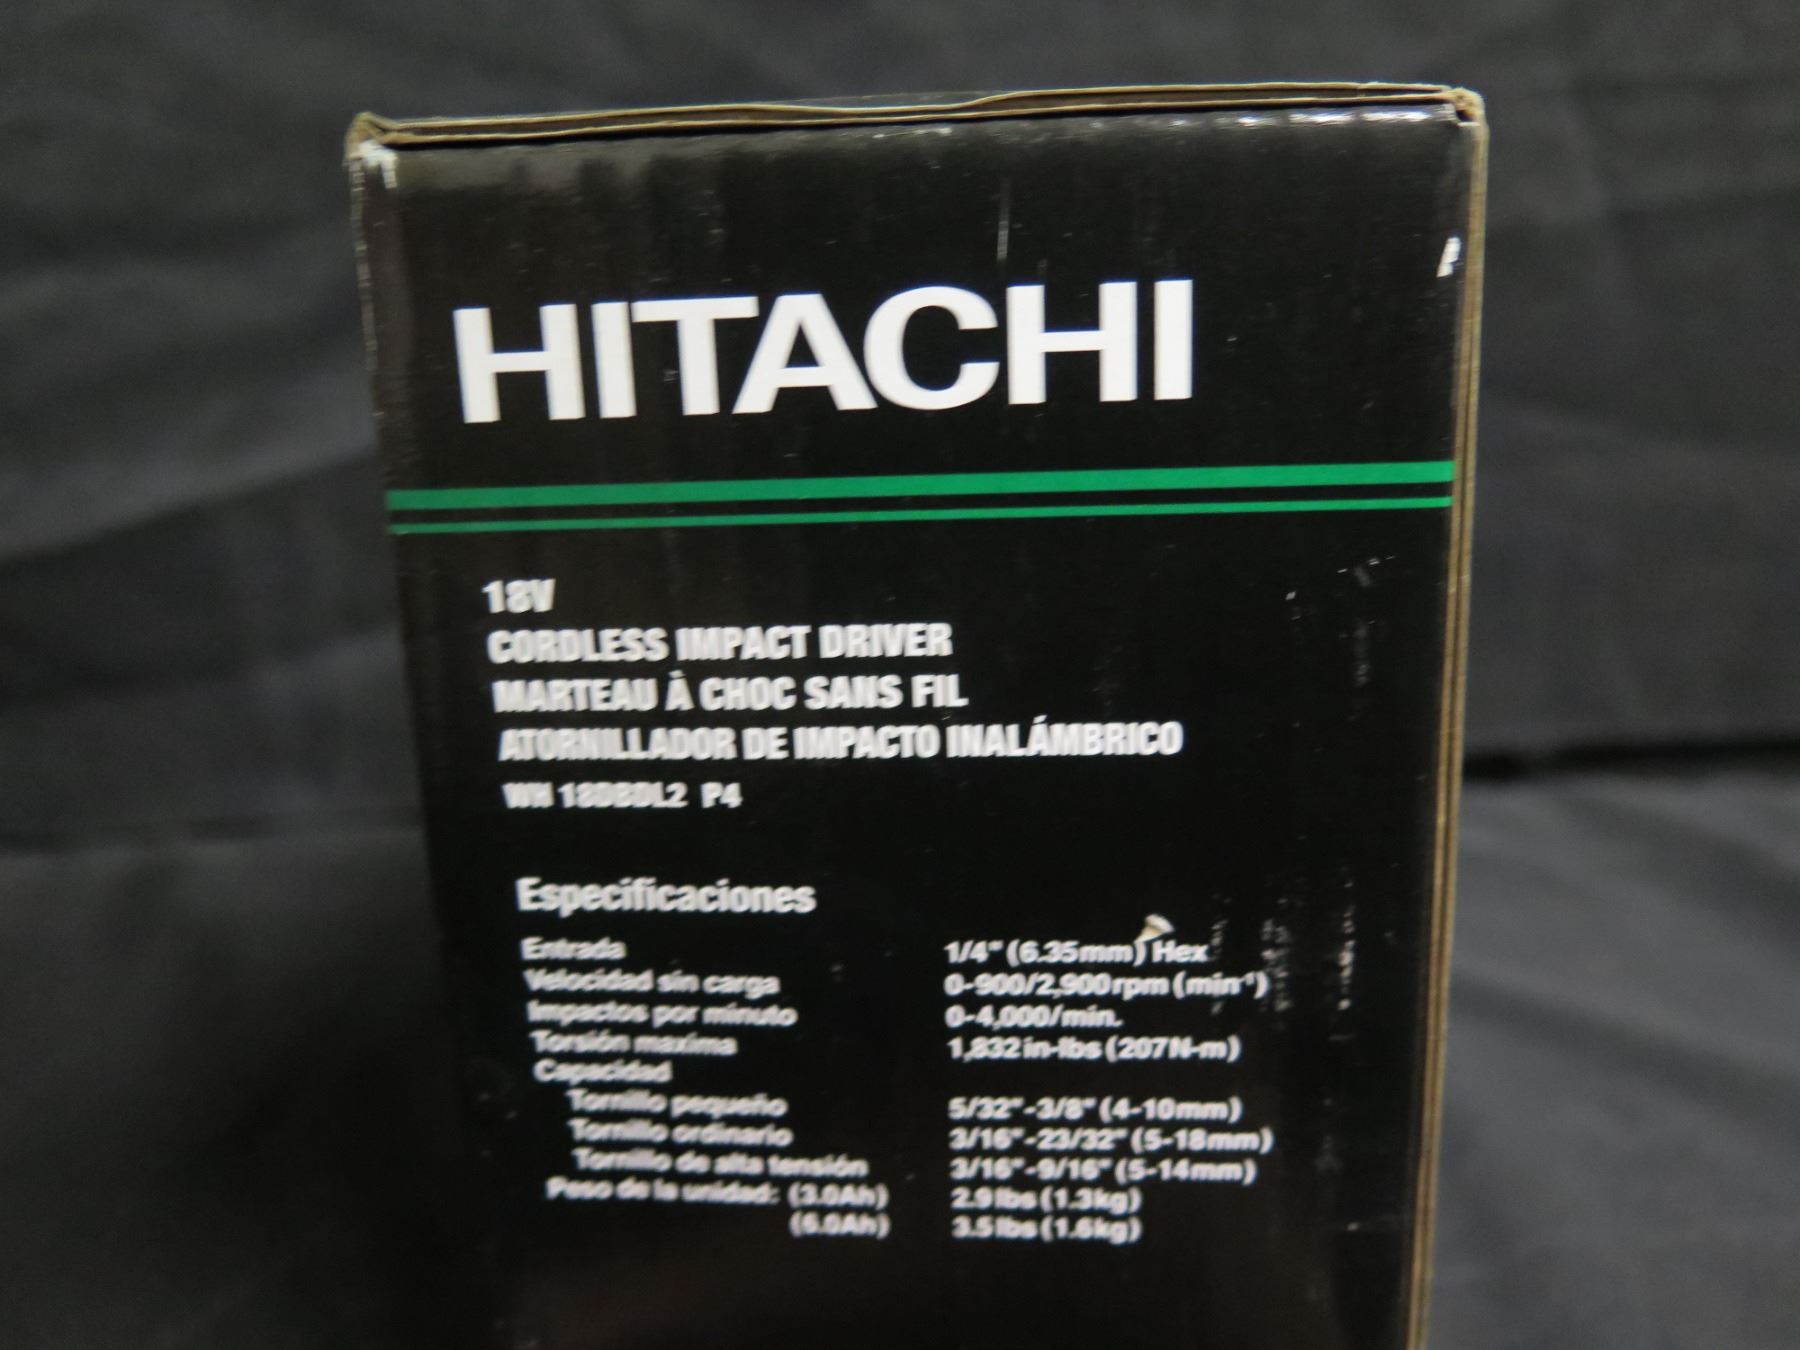 HITACHI
18V
CORDLESS IMPACT DRIVER
MARTEAU À CHOC SANS FIL
ATORNILLADOR DE IMPACTO INALÁMBRICO
WH 18DBDL2 P4
Especificaciones
Entrada 1/4" (6.35mm) Hex
Velocidad sin carga 0-900/2,900rpm (min⁻¹)
Impactos por minuto 0-4,000/min.
Torsión maxima 1,832 in-lbs (207N-m)
Capacidad
Tornillo pequeño 5/32"-3/8" (4-10mm)
Tornillo ordinario 3/16"-23/32" (5-18mm)
Tornillo de alta tensión 3/16"-9/16" (5-14mm)
Peso de la unidad: (3.0Ah) 2.9 lbs (1.3kg)
(6.0Ah) 3.5 lbs (1.6kg)